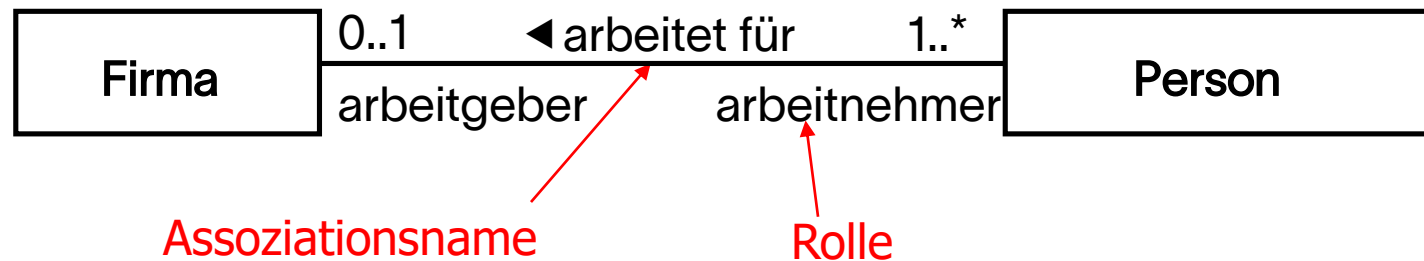 0..1 ◀ arbeitet für 1..*
Firma
Person
arbeitgeber arbeitnehmer
Assoziationsname Rolle